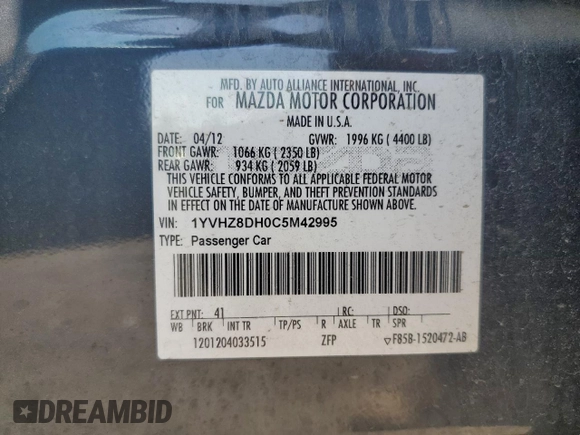 MFD. BY AUTO ALLIANCE INTERNATIONAL, INC.
FOR MAZDA MOTOR CORPORATION
MADE IN U.S.A.
DATE: 04/12 GVWR: 1996 KG ( 4400 LB)
FRONT GAWR: 1066 KG ( 2350 LB)
REAR GAWR: 934 KG ( 2059 LB)
THIS VEHICLE CONFORMS TO ALL APPLICABLE FEDERAL MOTOR
VEHICLE SAFETY, BUMPER, AND THEFT PREVENTION STANDARDS
IN EFFECT ON THE DATE OF MANUFACTURE SHOWN ABOVE.
VIN: 1YVHZ8DH0C5M42995
TYPE: Passenger Car
EXT PNT: 41 RC: DSO:
WB BRK INT TR TP/PS R AXLE TR SPR
1201204033515 ZFP ▽F85B-1520472-AB
DREAMBID